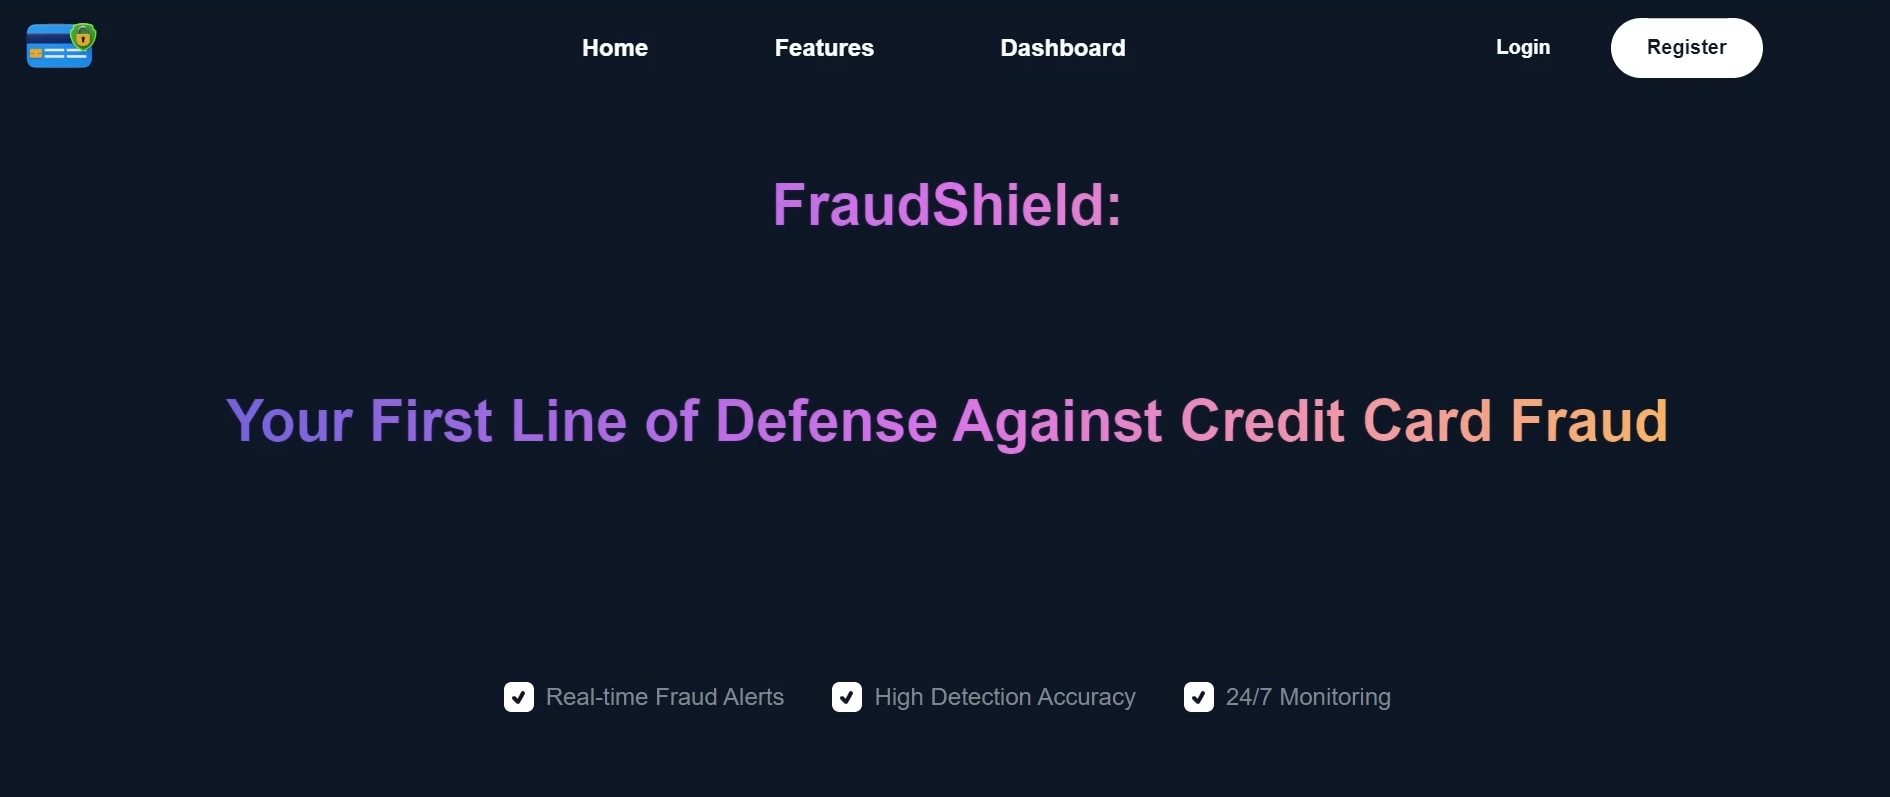 Home Features Dashboard Login Register
FraudShield:
Your First Line of Defense Against Credit Card Fraud
Real-time Fraud Alerts High Detection Accuracy 24/7 Monitoring